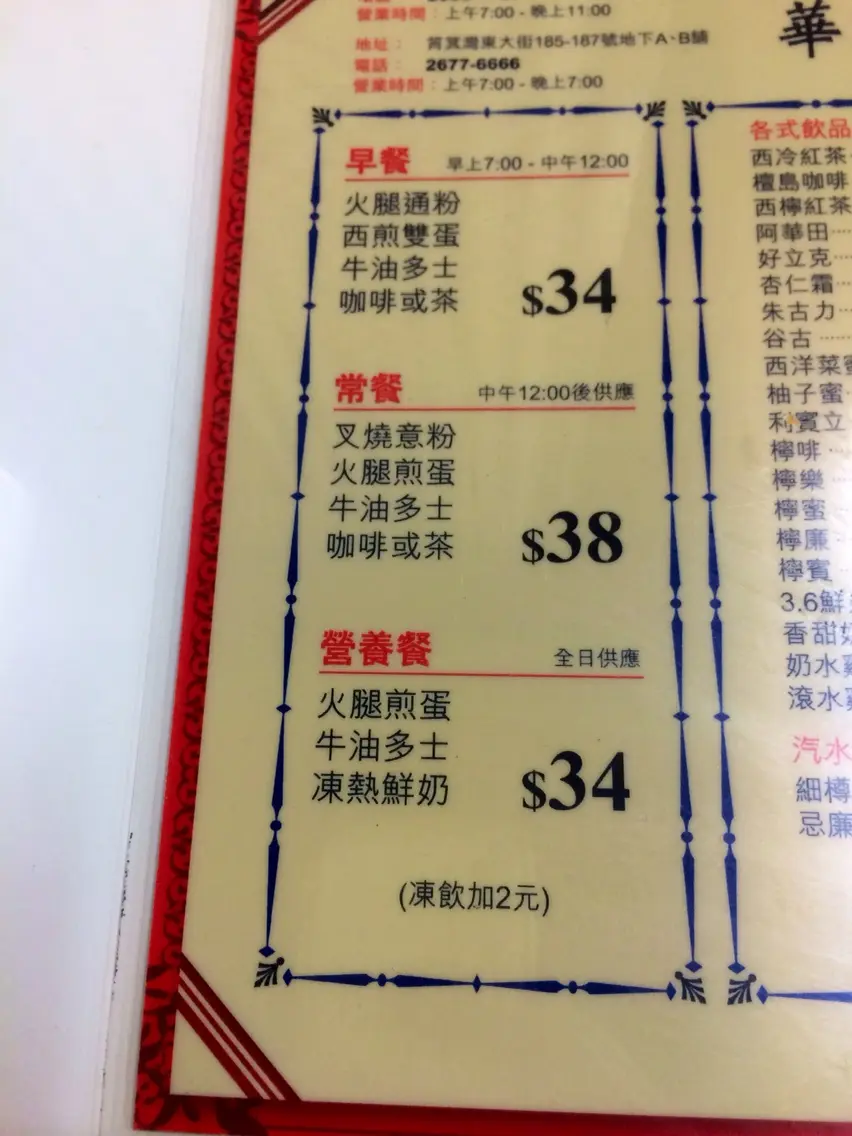 營業時間：上午7:00 - 晚上11:00
地址： 筲箕灣東大街185-187號地下A、B舖
電話： 2677-6666
營業時間：上午7:00 - 晚上7:00
華
早餐 早上7:00 - 中午12:00
火腿通粉
西煎雙蛋
牛油多士
咖啡或茶 $34
常餐 中午12:00後供應
叉燒意粉
火腿煎蛋
牛油多士
咖啡或茶 $38
營養餐 全日供應
火腿煎蛋
牛油多士
凍熱鮮奶 $34
(凍飲加2元)
各式飲品
西冷紅茶
檀島咖啡
西檸紅茶
阿華田
好立克
杏仁霜
朱古力
谷古
西洋菜蜜
柚子蜜
利賓立
檸啡
檸樂
檸蜜
檸廉
檸賓
3.6鮮
香甜奶
奶水雞
滾水雞
汽水
細樽
忌廉